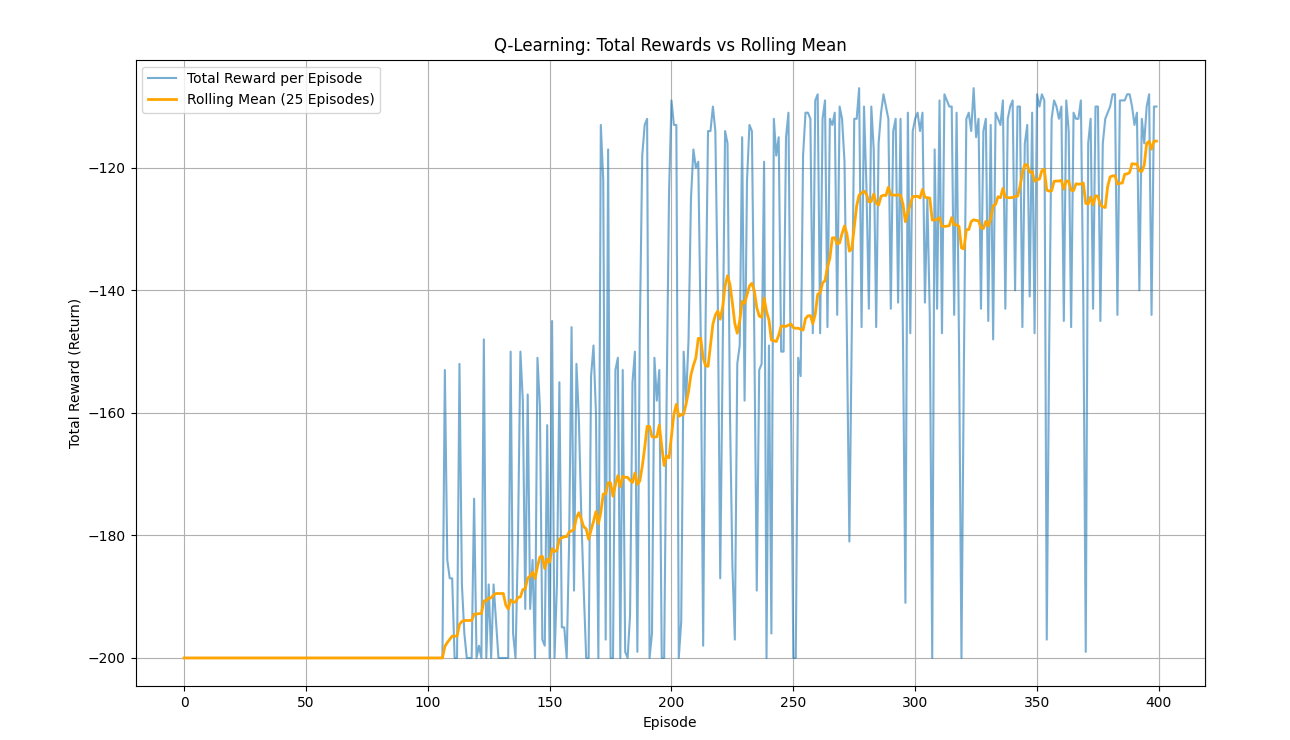 Q-Learning: Total Rewards vs Rolling Mean
Total Reward per Episode
Rolling Mean (25 Episodes)
Total Reward (Return)
−120
−140
−160
−180
−200
0 50 100 150 200 250 300 350 400
Episode